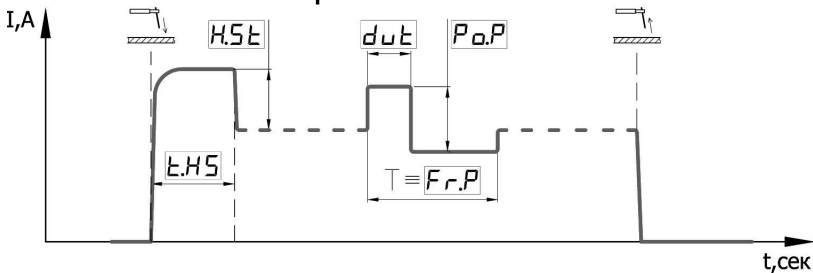 I,A
H.St
dut
Po.P
t.HS
T ≡ Fr.P
t,сек